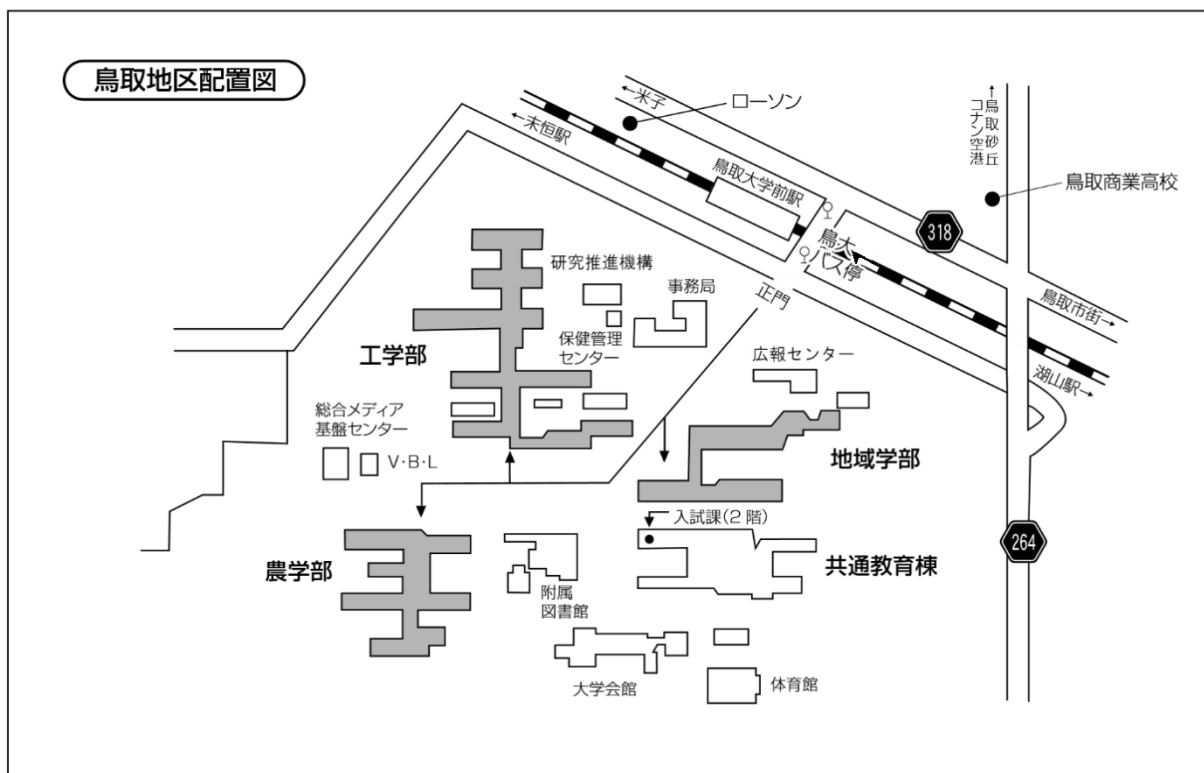 鳥取地区配置図
←米子
ローソン
←末恒駅
↑鳥取砂丘
コナン空港
鳥取大学前駅
鳥取商業高校
318
鳥大
バス停
研究推進機構
事務局
正門
鳥取市街→
保健管理
センター
工学部
広報センター
湖山駅→
総合メディア
基盤センター
V・B・L
地域学部
入試課(2階)
264
農学部
共通教育棟
附属
図書館
大学会館
体育館